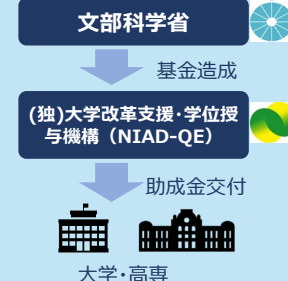 文部科学省
基金造成
(独)大学改革支援･学位授
与機構（NIAD-QE）
助成金交付
大学･高専